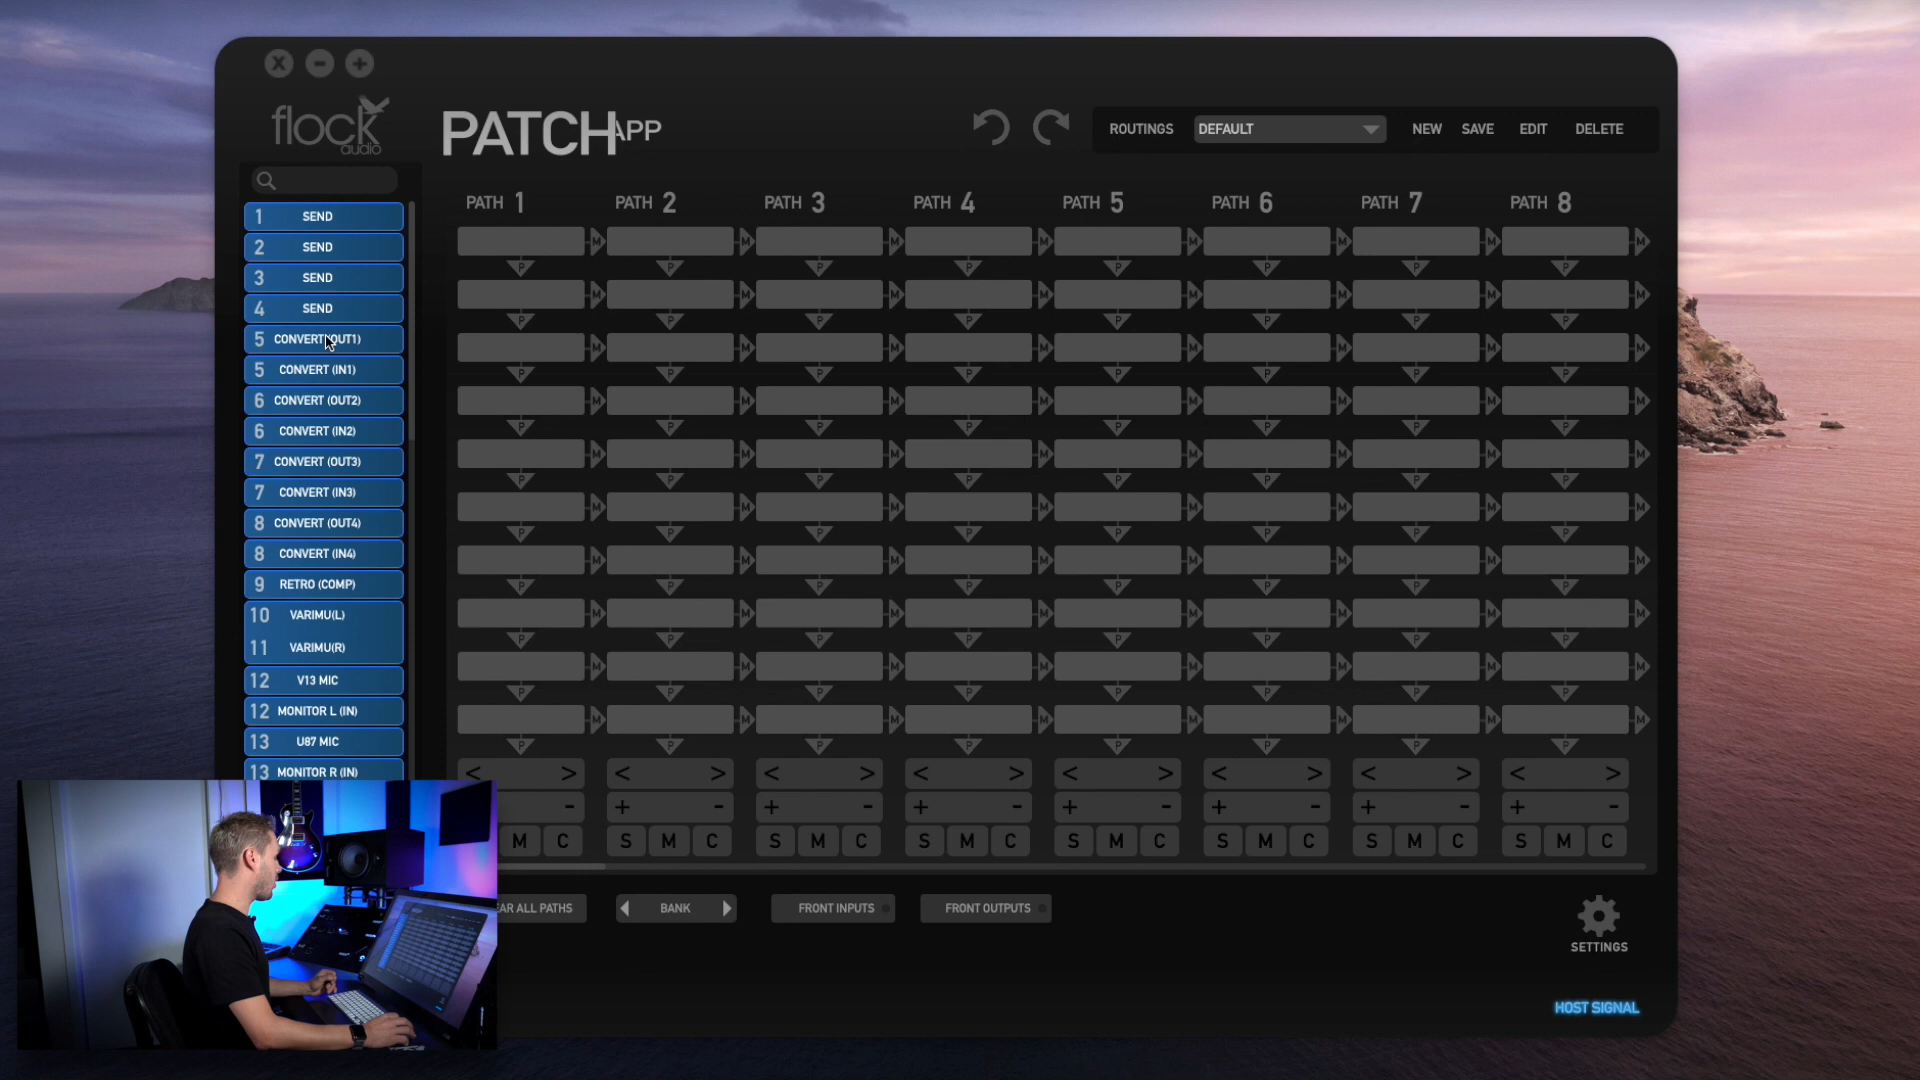 flock
audio
PATCH APP
ROUTINGS DEFAULT NEW SAVE EDIT DELETE
PATH 1 PATH 2 PATH 3 PATH 4 PATH 5 PATH 6 PATH 7 PATH 8
1 SEND
2 SEND
3 SEND
4 SEND
5 CONVERT (OUT1)
5 CONVERT (IN1)
6 CONVERT (OUT2)
6 CONVERT (IN2)
7 CONVERT (OUT3)
7 CONVERT (IN3)
8 CONVERT (OUT4)
8 CONVERT (IN4)
9 RETRO (COMP)
10 VARIMU(L)
11 VARIMU(R)
12 V13 MIC
12 MONITOR L (IN)
13 U87 MIC
13 MONITOR R (IN)
M M M M M M M M
P P P P P P P P
M M M M M M M M
P P P P P P P P
M M M M M M M M
P P P P P P P P
M M M M M M M M
P P P P P P P P
M M M M M M M M
P P P P P P P P
M M M M M M M M
P P P P P P P P
M M M M M M M M
P P P P P P P P
M M M M M M M M
P P P P P P P P
M M M M M M M M
P P P P P P P P
M M M M M M M M
P P P P P P P P
< > < > < > < > < > < > < > < >
- + - + - + - + - + - + - + -
M C S M C S M C S M C S M C S M C S M C S M C
AR ALL PATHS BANK FRONT INPUTS FRONT OUTPUTS
SETTINGS
HOST SIGNAL